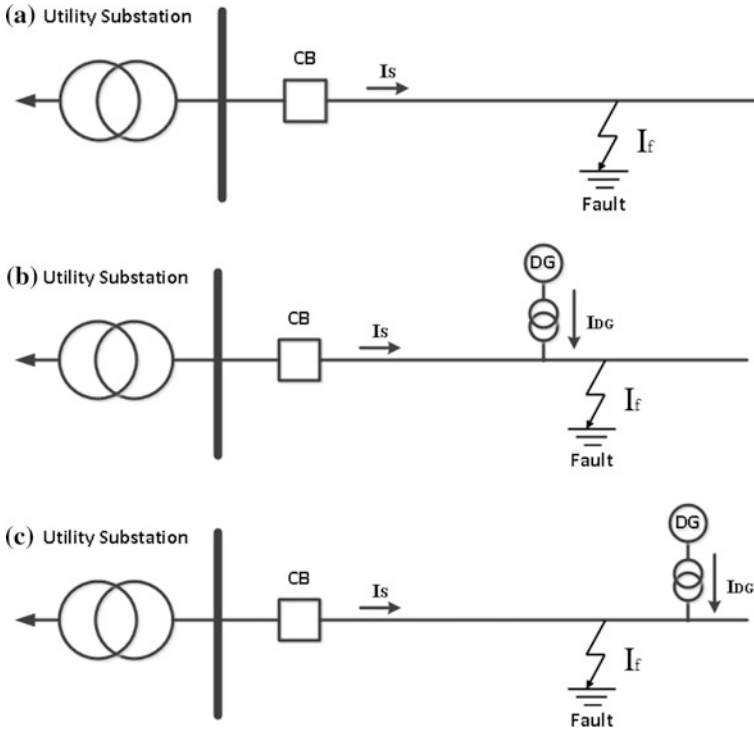 (a) Utility Substation
CB
Is
If
Fault
(b) Utility Substation
DG
CB
Is
IDG
If
Fault
(c) Utility Substation
DG
CB
Is
IDG
If
Fault